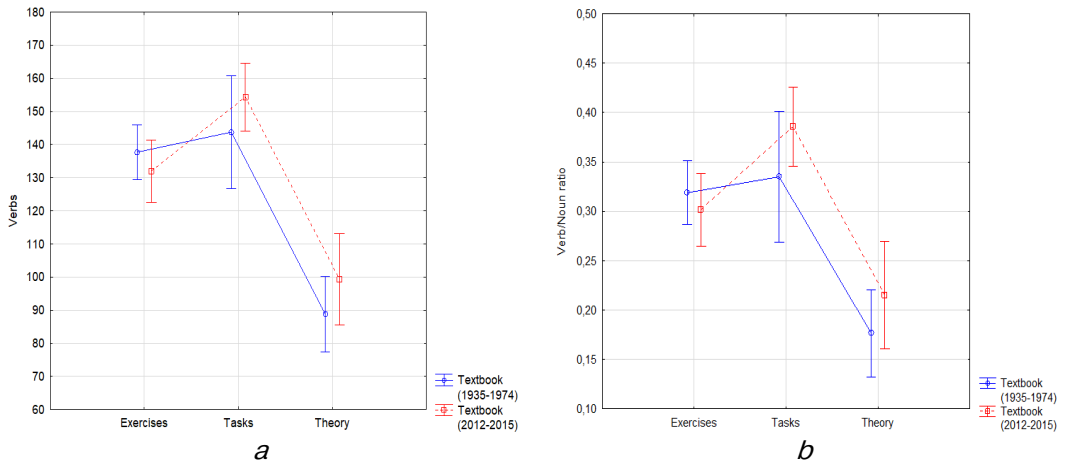 180
170
160
150
140
130
120
110
100
90
80
70
60
Verbs
Exercises Tasks Theory
Textbook
(1935-1974)
Textbook
(2012-2015)
a
0,50
0,45
0,40
0,35
0,30
0,25
0,20
0,15
0,10
Verb/Noun ratio
Exercises Tasks Theory
Textbook
(1935-1974)
Textbook
(2012-2015)
b